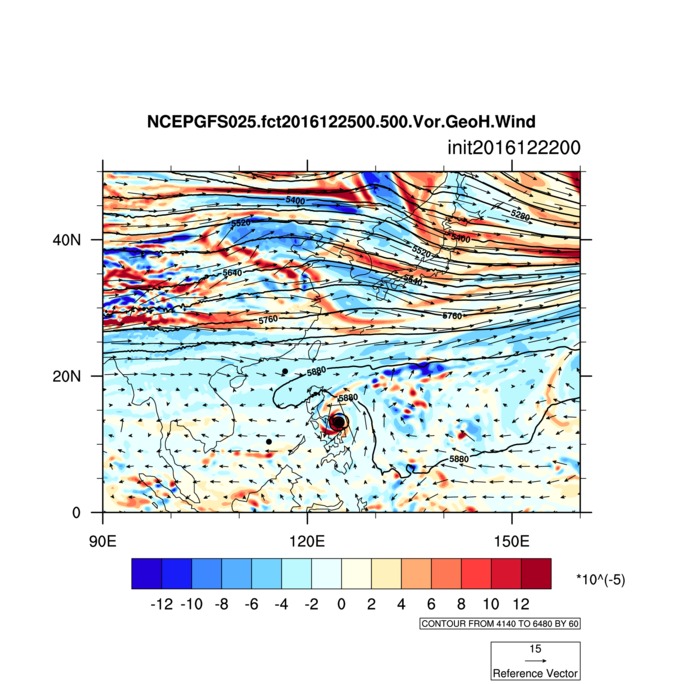 NCEPGFS025.fct2016122500.500.Vor.GeoH.Wind
init2016122200
5400
5280
5520
5400
40N
5520
5640
5640
5760
5760
20N
5880
5880
5880
0
90E 120E 150E
-12 -10 -8 -6 -4 -2 0 2 4 6 8 10 12
*10^(-5)
CONTOUR FROM 4140 TO 6480 BY 60
15
Reference Vector